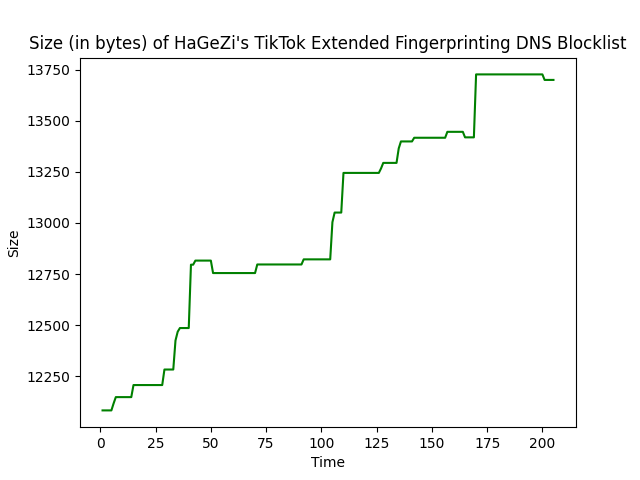 Size (in bytes) of HaGeZi's TikTok Extended Fingerprinting DNS Blocklist
13750
13500
13250
13000
12750
12500
12250
Size
0 25 50 75 100 125 150 175 200
Time